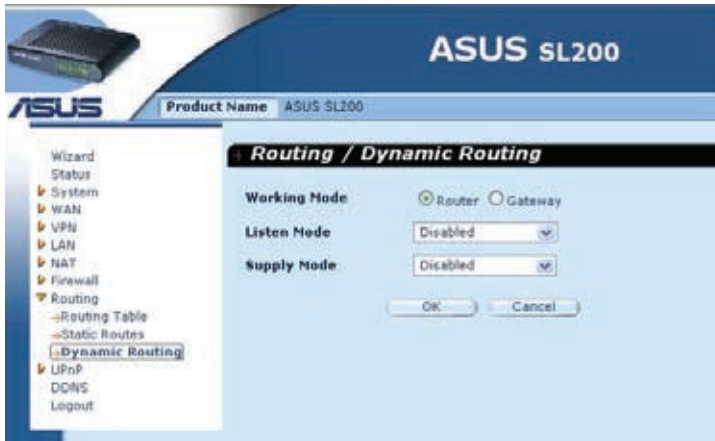 ASUS SL200
ASUS
Product Name ASUS SL200
Wizard
Status
System
WAN
VPN
LAN
NAT
Firewall
Routing
Routing Table
Static Routes
Dynamic Routing
UPnP
DDNS
Logout
Routing / Dynamic Routing
Working Mode Router Gateway
Listen Mode Disabled
Supply Mode Disabled
OK Cancel